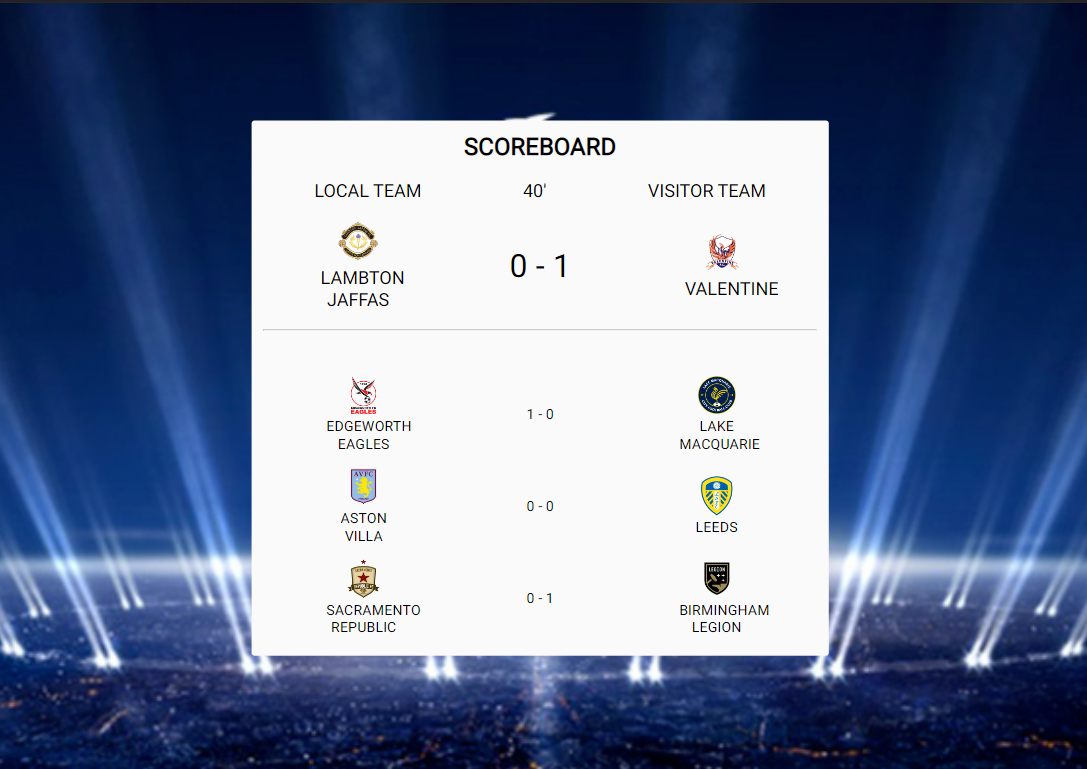 SCOREBOARD
LOCAL TEAM 40' VISITOR TEAM
LAMBTON
JAFFAS
0 - 1
VALENTINE
EDGEWORTH
EAGLES
1 - 0
LAKE
MACQUARIE
AVFC
ASTON
VILLA
0 - 0
LEEDS
SACRAMENTO
REPUBLIC
0 - 1
LEGION
BIRMINGHAM
LEGION